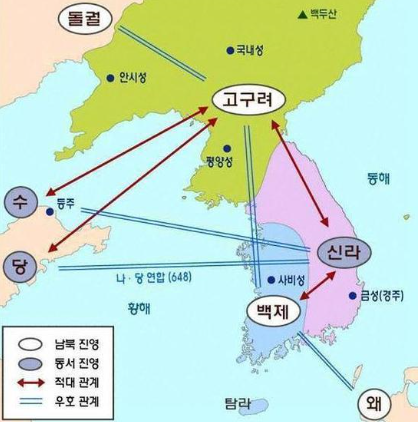 돌궐
백두산
국내성
안시성
고구려
평양성
동해
수
등주
신라
당
나·당 연합 (648)
사비성
금성(경주)
황해
백제
남북 진영
동서 진영
적대 관계
우호 관계
탐라
왜